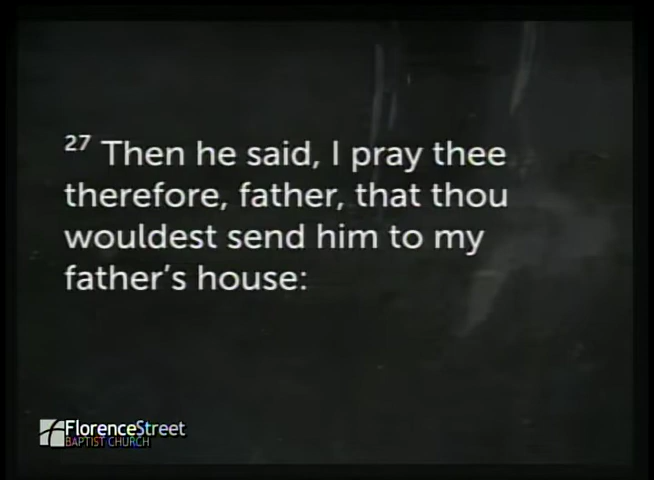 27 Then he said, I pray thee
therefore, father, that thou
wouldest send him to my
father's house:
FlorenceStreet
BAPTIST CHURCH